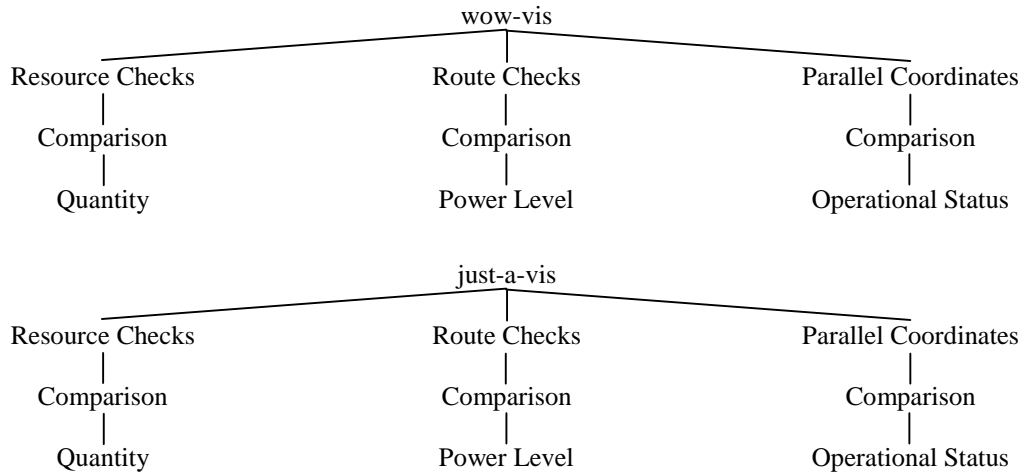 wow-vis
Resource Checks Route Checks Parallel Coordinates
Comparison Comparison Comparison
Quantity Power Level Operational Status
just-a-vis
Resource Checks Route Checks Parallel Coordinates
Comparison Comparison Comparison
Quantity Power Level Operational Status